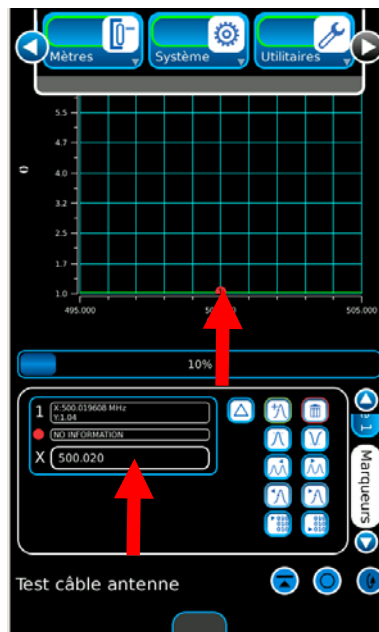 Mètres Système Utilitaires
5.5
4.7
4.0
3.2
2.5
1.7
1.0
495.000 505.000
10%
1 X:500.019608 MHz
Y:1.04
NO INFORMATION
X 500.020
1
Marqueurs
Test câble antenne